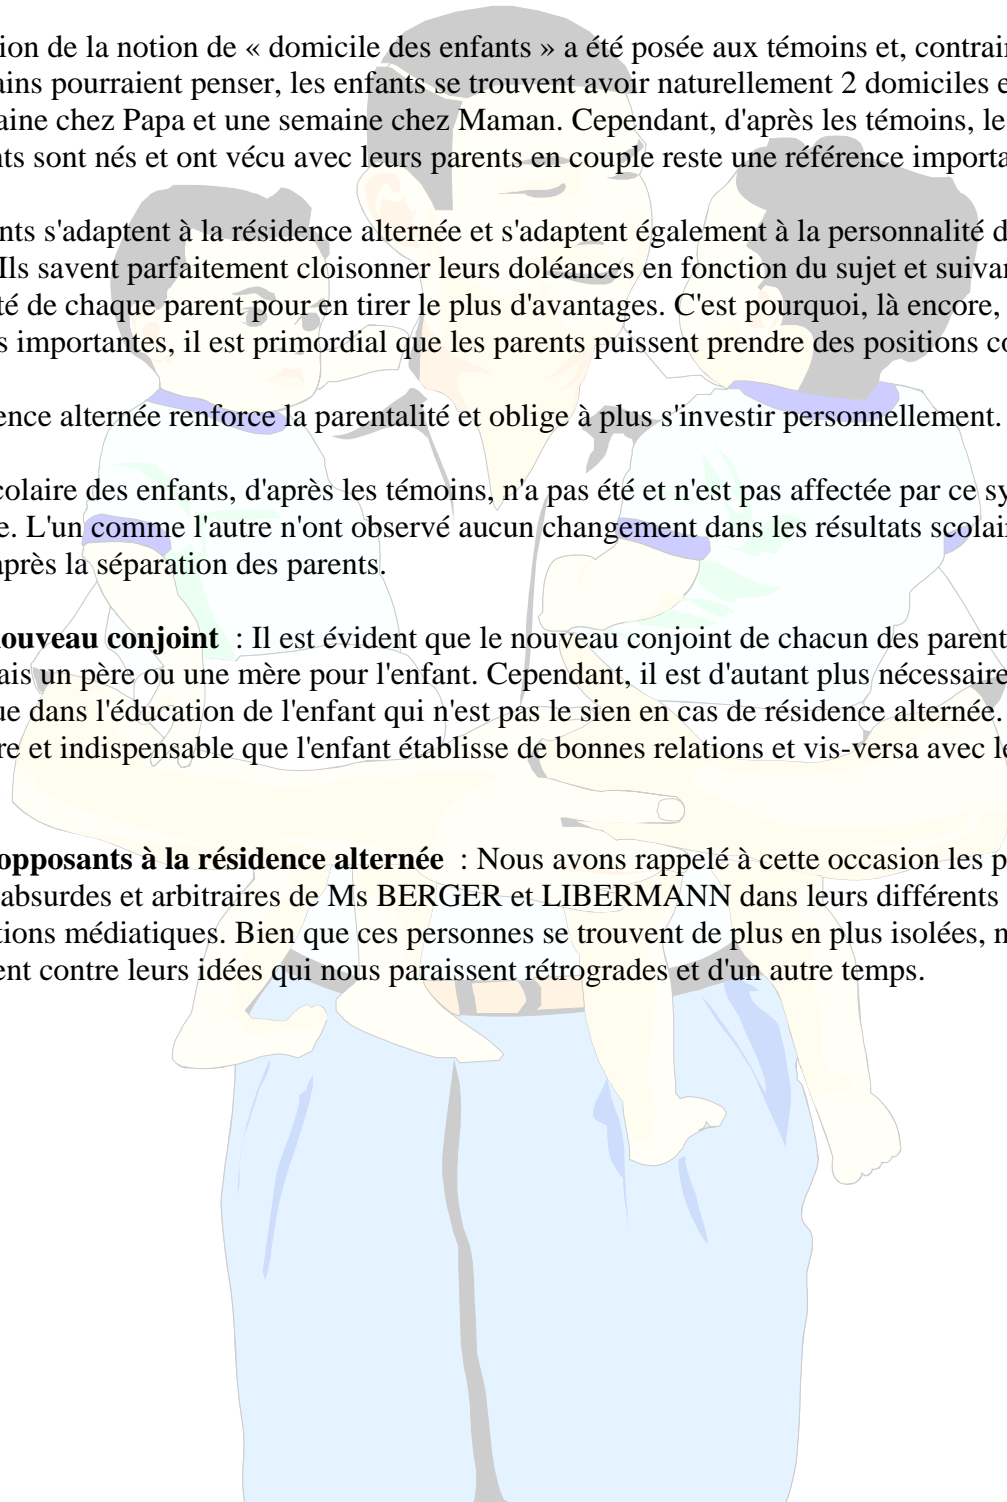 ion de la notion de « domicile des enfants » a été posée aux témoins et, contrair
ains pourraient penser, les enfants se trouvent avoir naturellement 2 domiciles e
aine chez Papa et une semaine chez Maman. Cependant, d'après les témoins, le
nts sont nés et ont vécu avec leurs parents en couple reste une référence importa
nts s'adaptent à la résidence alternée et s'adaptent également à la personnalité d
Ils savent parfaitement cloisonner leurs doléances en fonction du sujet et suivan
té de chaque parent pour en tirer le plus d'avantages. C'est pourquoi, là encore,
s importantes, il est primordial que les parents puissent prendre des positions co
ence alternée renforce la parentalité et oblige à plus s'investir personnellement.
colaire des enfants, d'après les témoins, n'a pas été et n'est pas affectée par ce sy
e. L'un comme l'autre n'ont observé aucun changement dans les résultats scolair
après la séparation des parents.
nouveau conjoint : Il est évident que le nouveau conjoint de chacun des parent
ais un père ou une mère pour l'enfant. Cependant, il est d'autant plus nécessaire
ue dans l'éducation de l'enfant qui n'est pas le sien en cas de résidence alternée.
re et indispensable que l'enfant établisse de bonnes relations et vis-versa avec le
opposants à la résidence alternée : Nous avons rappelé à cette occasion les p
absurdes et arbitraires de Ms BERGER et LIBERMANN dans leurs différents
tions médiatiques. Bien que ces personnes se trouvent de plus en plus isolées, n
ent contre leurs idées qui nous paraissent rétrogrades et d'un autre temps.